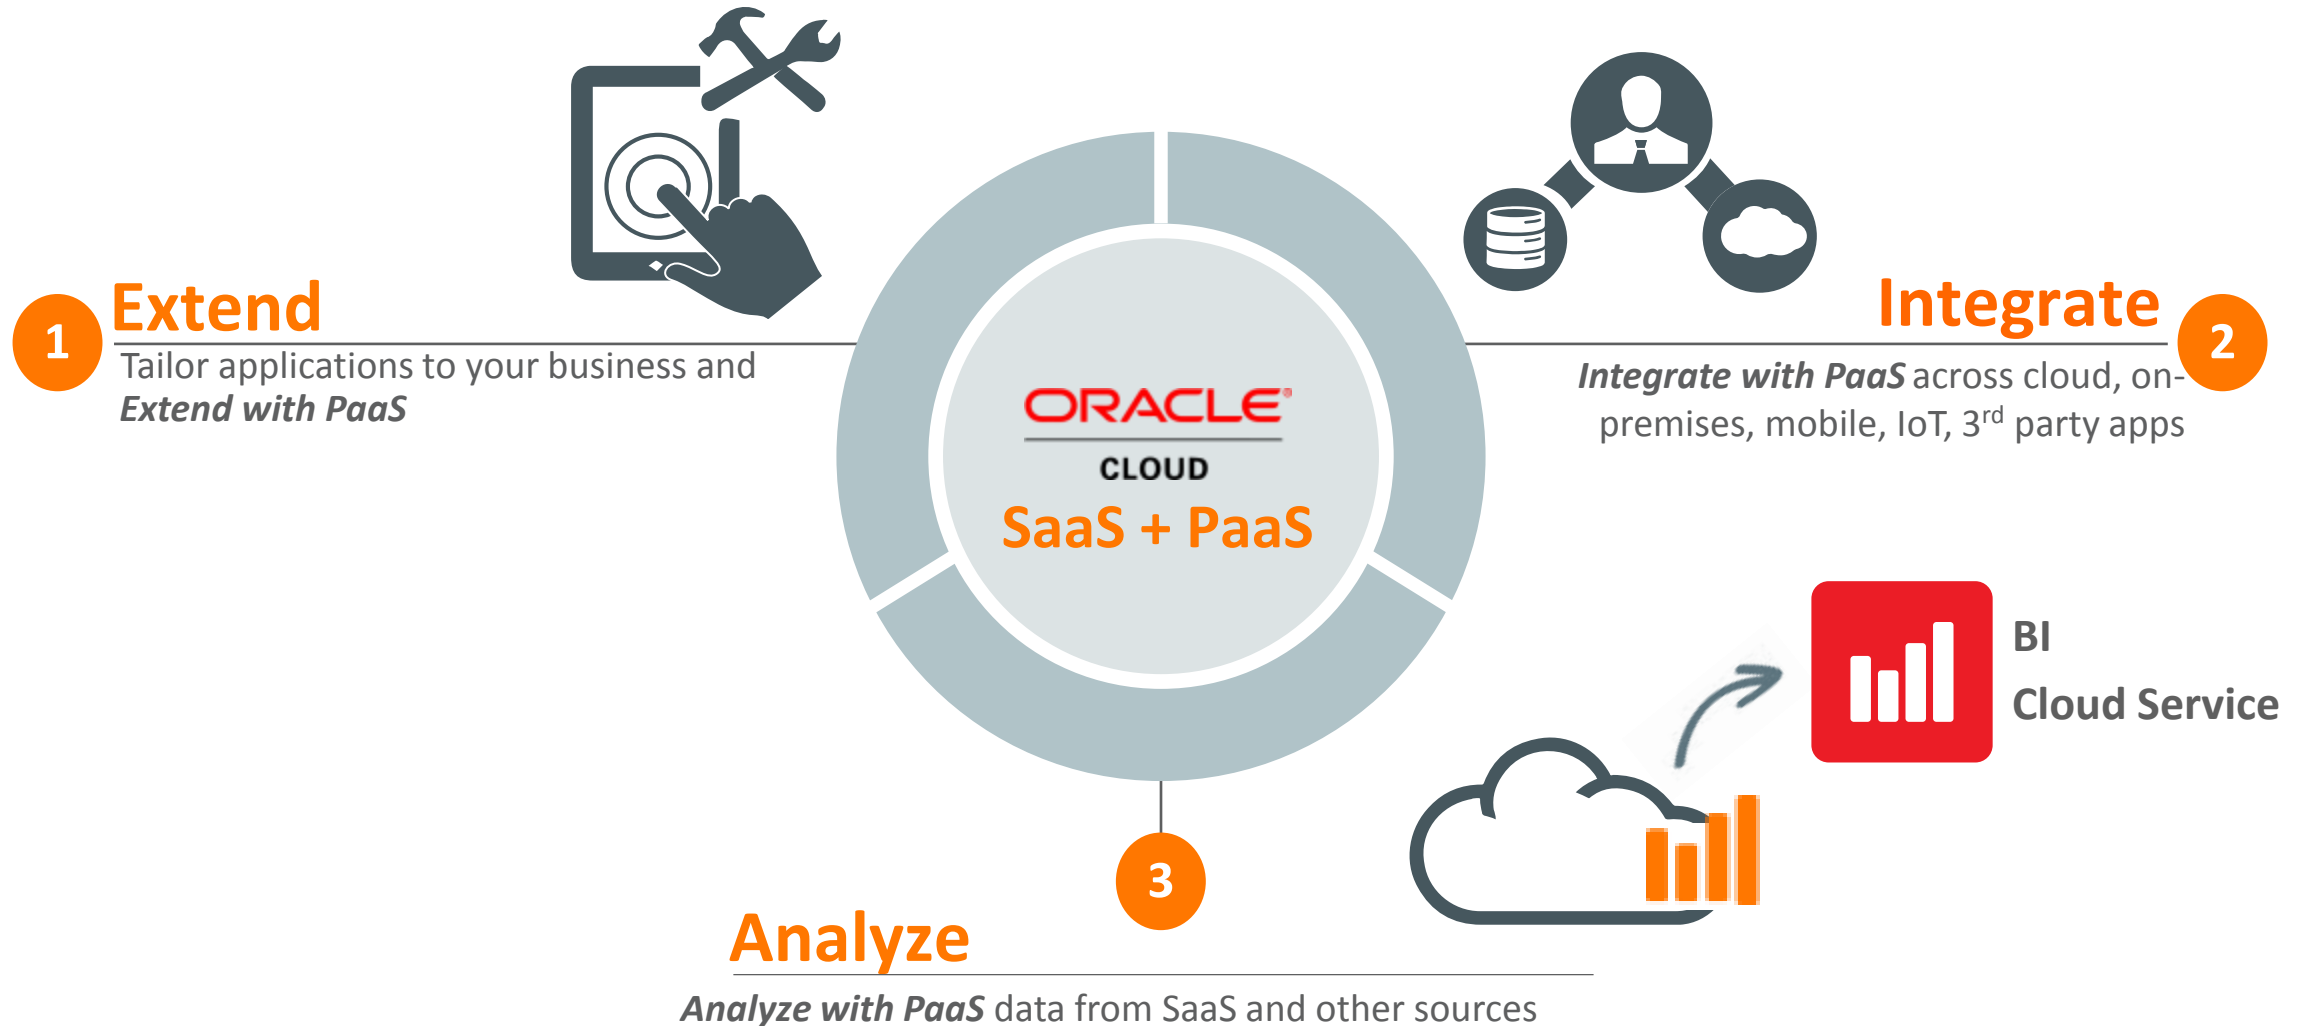 1
Extend
Tailor applications to your business and
Extend with PaaS
Integrate
2
Integrate with PaaS across cloud, on-
premises, mobile, IoT, 3rd party apps
ORACLE®
CLOUD
SaaS + PaaS
BI
Cloud Service
3
Analyze
Analyze with PaaS data from SaaS and other sources